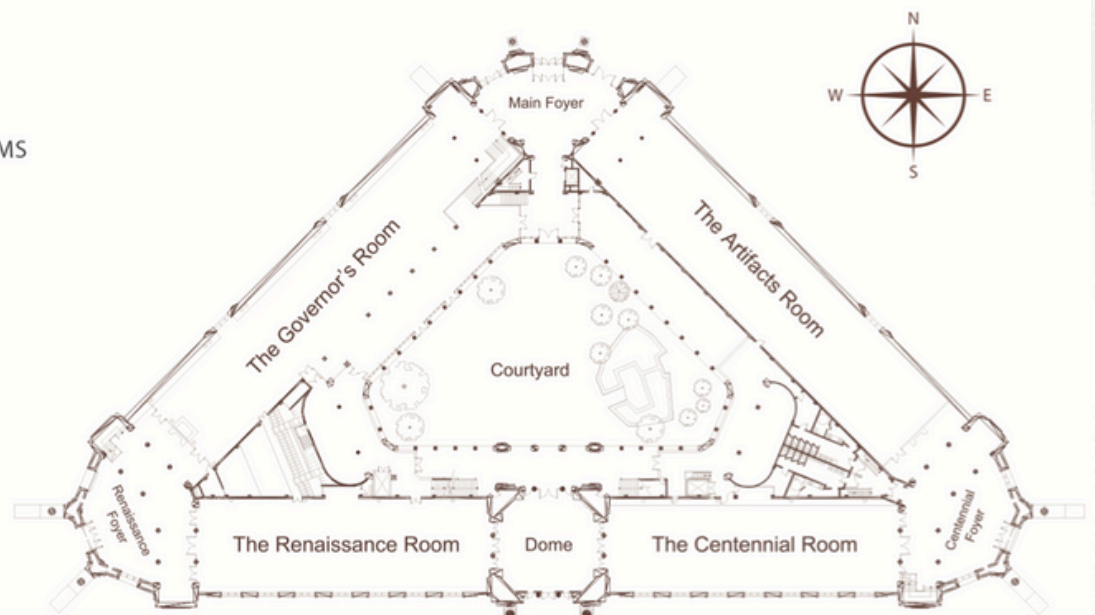 N
Main Foyer
W
E
MS
S
The Governor's Room
The Artifacts Room
Courtyard
Renaissance
Foyer
The Renaissance Room
Dome
The Centennial Room
Centennial
Foyer